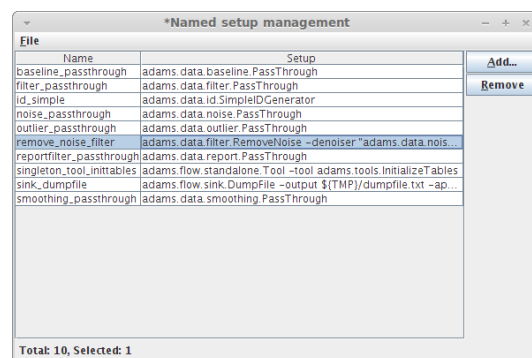 *Named setup management
File
Name Setup
baseline_passthrough adams.data.baseline.PassThrough
filter_passthrough adams.data.filter.PassThrough
id_simple adams.data.id.SimpleIDGenerator
noise_passthrough adams.data.noise.PassThrough
outlier_passthrough adams.data.outlier.PassThrough
remove_noise_filter adams.data.filter.RemoveNoise -denoiser "adams.data.nois...
reportfilter_passthrough adams.data.report.PassThrough
singleton_tool_inittables adams.flow.standalone.Tool -tool adams.tools.InitializeTables
sink_dumpfile adams.flow.sink.DumpFile -output ${TMP}/dumpfile.txt -ap...
smoothing_passthrough adams.data.smoothing.PassThrough
Add...
Remove
Total: 10, Selected: 1